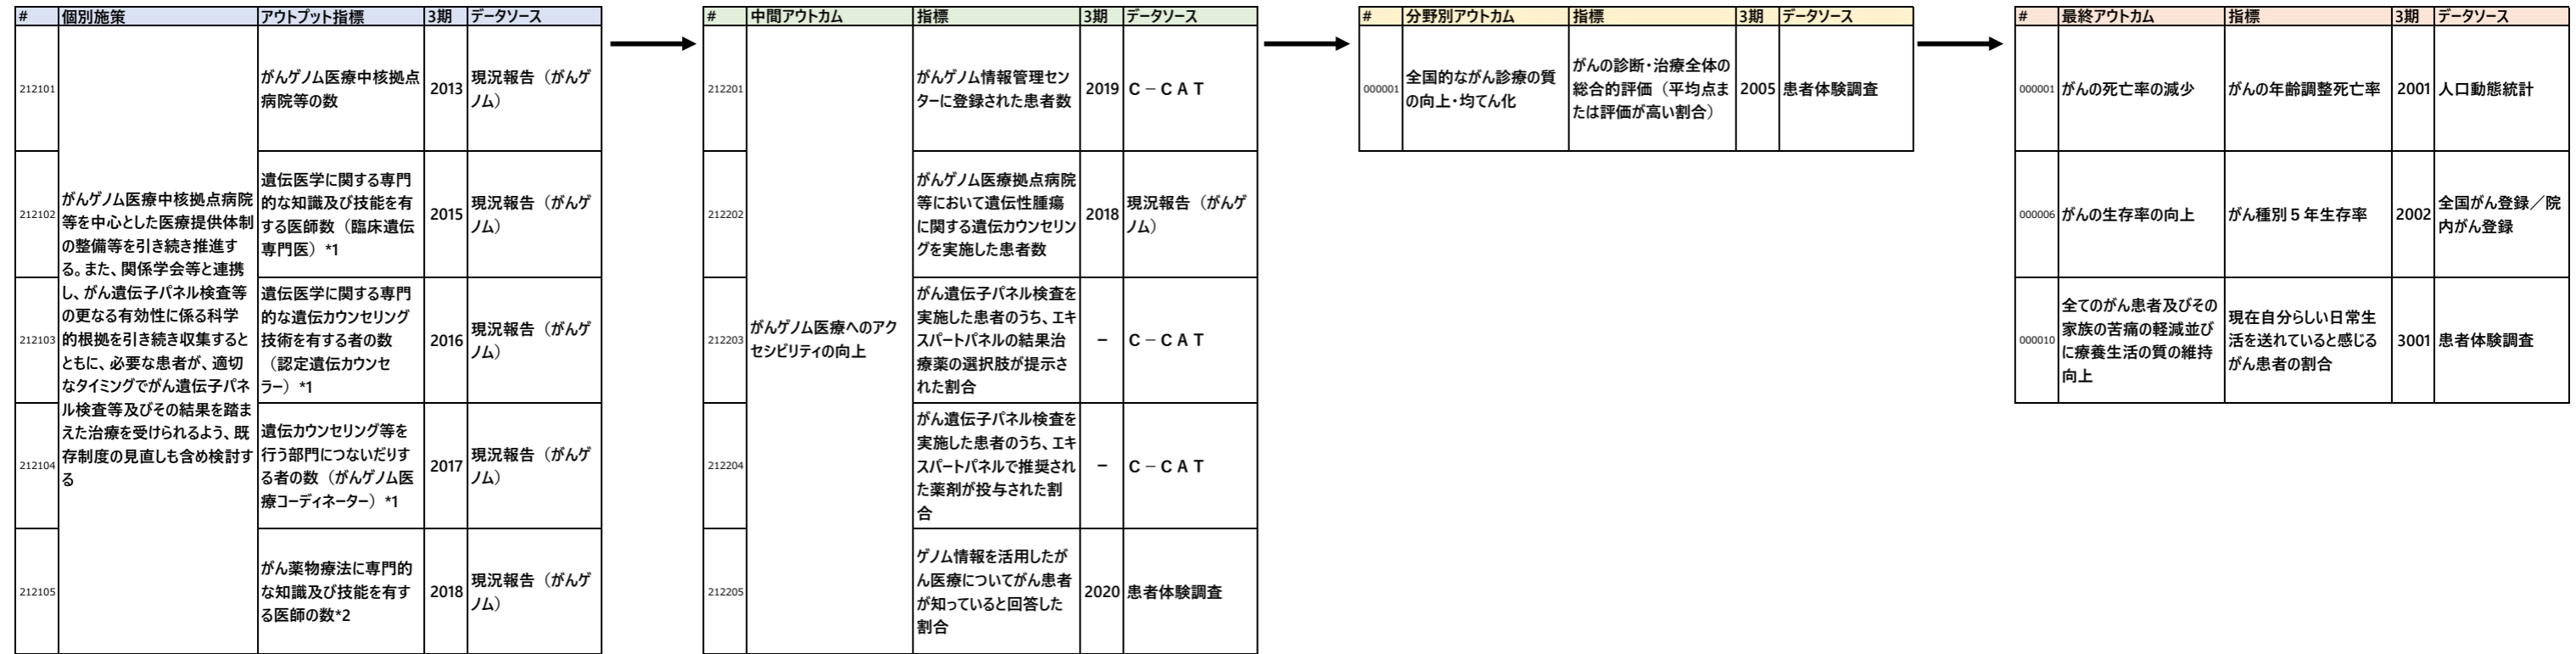 # 個別施策 アウトプット指標 3期 データソース
212101
がんゲノム医療中核拠点病院
等を中心とした医療提供体制
の整備等を引き続き推進す
る。また、関係学会等と連携
し、がん遺伝子パネル検査等
の更なる有効性に係る科学
的根拠を引き続き収集すると
ともに、必要な患者が、適切
なタイミングでがん遺伝子パネ
ル検査等及びその結果を踏ま
えた治療を受けられるよう、既
存制度の見直しも含め検討す
る
がんゲノム医療中核拠点
病院等の数
2013
現況報告（がんゲ
ノム）
212102
遺伝医学に関する専門
的な知識及び技能を有
する医師数（臨床遺伝
専門医）*1
2015
現況報告（がんゲ
ノム）
212103
遺伝医学に関する専門
的な遺伝カウンセリング
技術を有する者の数
（認定遺伝カウンセ
ラー）*1
2016
現況報告（がんゲ
ノム）
212104
遺伝カウンセリング等を
行う部門につないだりす
る者の数（がんゲノム医
療コーディネーター）*1
2017
現況報告（がんゲ
ノム）
212105
がん薬物療法に専門的
な知識及び技能を有す
る医師の数*2
2018
現況報告（がんゲ
ノム）
# 中間アウトカム 指標 3期 データソース
212201
がんゲノム医療へのアク
セシビリティの向上
がんゲノム情報管理セン
ターに登録された患者数
2019
C－CAT
212202
がんゲノム医療拠点病院
等において遺伝性腫瘍
に関する遺伝カウンセリン
グを実施した患者数
2018
現況報告（がんゲ
ノム）
212203
がん遺伝子パネル検査を
実施した患者のうち、エキ
スパートパネルの結果治
療薬の選択肢が提示さ
れた割合
－
C－CAT
212204
がん遺伝子パネル検査を
実施した患者のうち、エキ
スパートパネルで推奨され
た薬剤が投与された割
合
－
C－CAT
212205
ゲノム情報を活用したが
ん医療についてがん患者
が知っていると回答した
割合
2020
患者体験調査
# 分野別アウトカム 指標 3期 データソース
000001
全国的ながん診療の質
の向上・均てん化
がんの診断・治療全体の
総合的評価（平均点ま
たは評価が高い割合）
2005
患者体験調査
# 最終アウトカム 指標 3期 データソース
000001
がんの死亡率の減少
がんの年齢調整死亡率
2001
人口動態統計
000006
がんの生存率の向上
がん種別５年生存率
2002
全国がん登録／院
内がん登録
000010
全てのがん患者及びその
家族の苦痛の軽減並び
に療養生活の質の維持
向上
現在自分らしい日常生
活を送れていると感じる
がん患者の割合
3001
患者体験調査